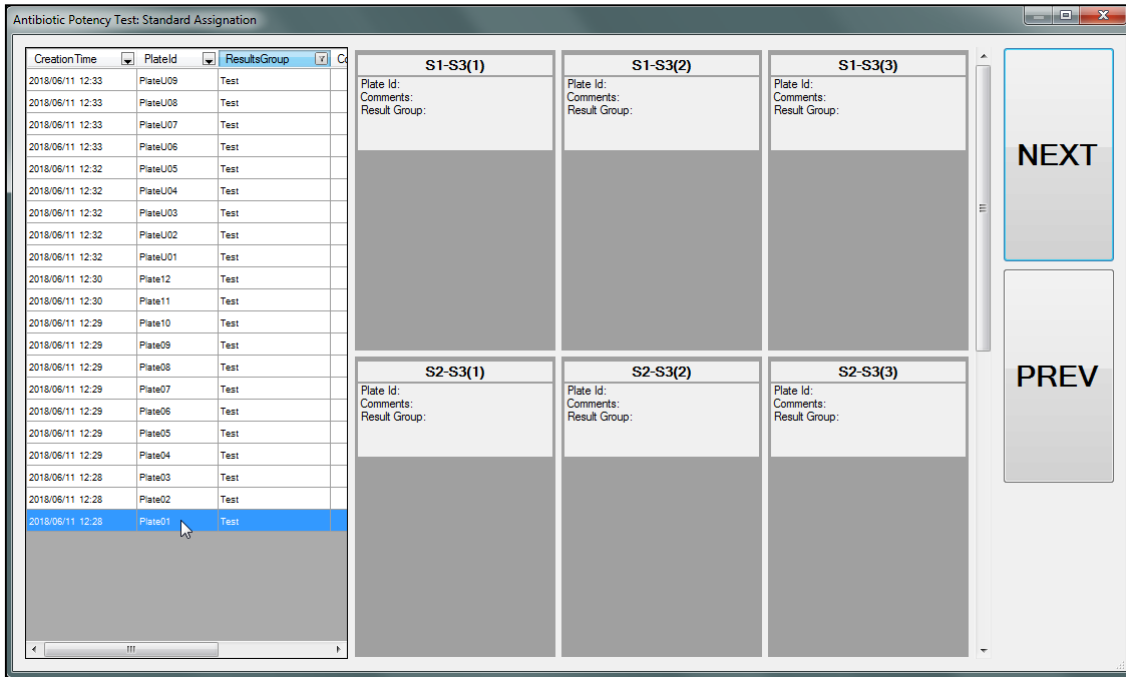 Antibiotic Potency Test: Standard Assignation
CreationTime PlateId ResultsGroup Co
2018/06/11 12:33 PlateU09 Test
2018/06/11 12:33 PlateU08 Test
2018/06/11 12:33 PlateU07 Test
2018/06/11 12:33 PlateU06 Test
2018/06/11 12:32 PlateU05 Test
2018/06/11 12:32 PlateU04 Test
2018/06/11 12:32 PlateU03 Test
2018/06/11 12:32 PlateU02 Test
2018/06/11 12:32 PlateU01 Test
2018/06/11 12:30 Plate12 Test
2018/06/11 12:30 Plate11 Test
2018/06/11 12:29 Plate10 Test
2018/06/11 12:29 Plate09 Test
2018/06/11 12:29 Plate08 Test
2018/06/11 12:29 Plate07 Test
2018/06/11 12:29 Plate06 Test
2018/06/11 12:29 Plate05 Test
2018/06/11 12:29 Plate04 Test
2018/06/11 12:28 Plate03 Test
2018/06/11 12:28 Plate02 Test
2018/06/11 12:28 Plate01 Test
S1-S3(1)
Plate Id:
Comments:
Result Group:
S1-S3(2)
Plate Id:
Comments:
Result Group:
S1-S3(3)
Plate Id:
Comments:
Result Group:
S2-S3(1)
Plate Id:
Comments:
Result Group:
S2-S3(2)
Plate Id:
Comments:
Result Group:
S2-S3(3)
Plate Id:
Comments:
Result Group:
NEXT
PREV